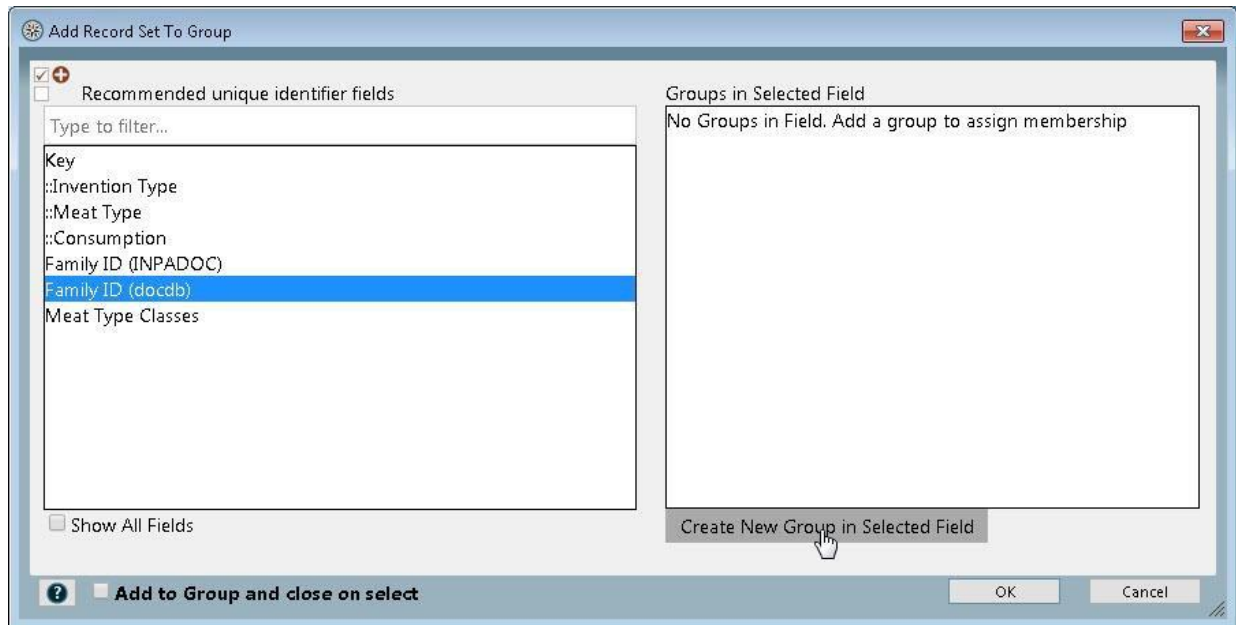 Add Record Set To Group
Recommended unique identifier fields
Type to filter...
Key
::Invention Type
::Meat Type
::Consumption
Family ID (INPADOC)
Family ID (docdb)
Meat Type Classes
Show All Fields
Groups in Selected Field
No Groups in Field. Add a group to assign membership
Create New Group in Selected Field
? Add to Group and close on select
OK
Cancel